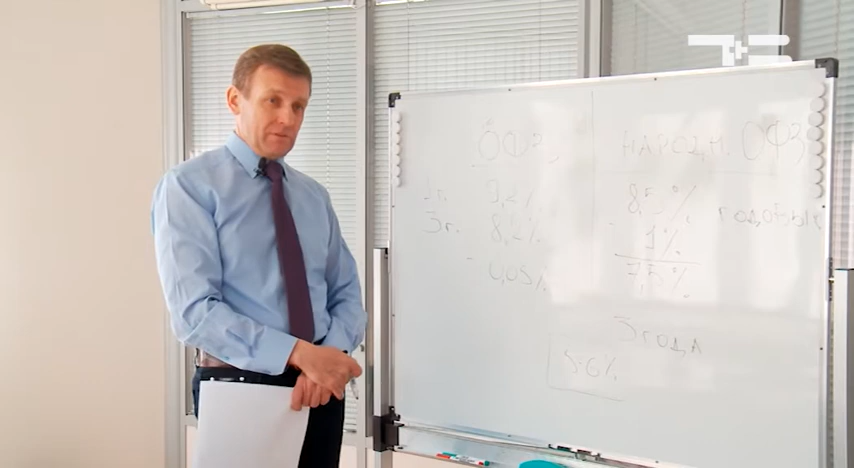 ОФЗ НАРОДН. ОФЗ
1г. 9,2% 8,5% годовых
3г. 8,2% - 1%
- 0,05% 7,5%
3 года
5-6%